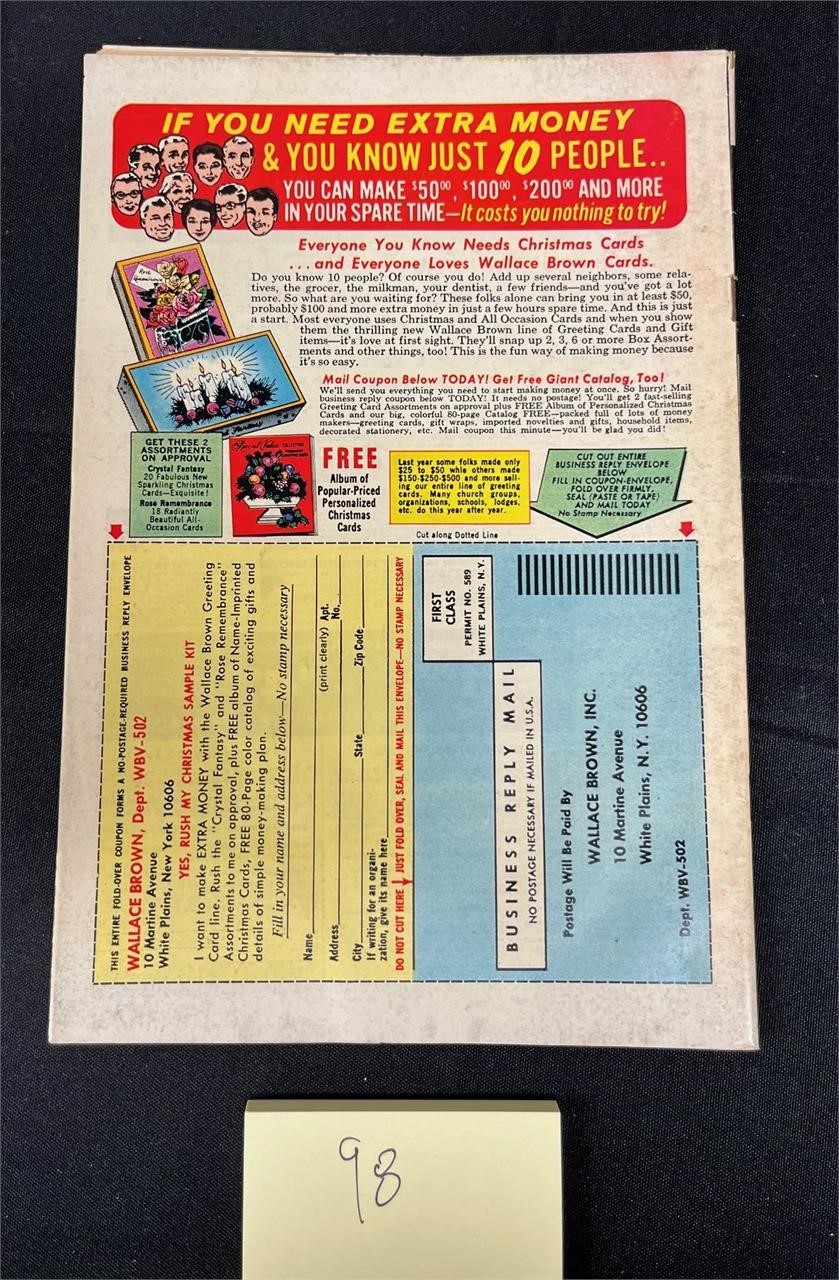 IF YOU NEED EXTRA MONEY
& YOU KNOW JUST 10 PEOPLE..
YOU CAN MAKE $50⁰⁰, $100⁰⁰, $200⁰⁰ AND MORE
IN YOUR SPARE TIME—It costs you nothing to try!
Everyone You Know Needs Christmas Cards
...and Everyone Loves Wallace Brown Cards.
Do you know 10 people? Of course you do! Add up several neighbors, some rela-
tives, the grocer, the milkman, your dentist, a few friends—and you've got a lot
more. So what are you waiting for? These folks alone can bring you in at least $50,
probably $100 and more extra money in just a few hours spare time. And this is just
a start. Most everyone uses Christmas and All Occasion Cards and when you show
them the thrilling new Wallace Brown line of Greeting Cards and Gift
items—it's love at first sight. They'll snap up 2, 3, 6 or more Box Assort-
ments and other things, too! This is the fun way of making money because
it's so easy.
Mail Coupon Below TODAY! Get Free Giant Catalog, Too!
We'll send you everything you need to start making money at once. So hurry! Mail
business reply coupon below TODAY! It needs no postage! You'll get 2 fast-selling
Greeting Card Assortments on approval plus FREE Album of Personalized Christmas
Cards and our big, colorful 80-page Catalog FREE—packed full of lots of money
makers—greeting cards, gift wraps, imported novelties and gifts, household items,
decorated stationery, etc. Mail coupon this minute—you'll be glad you did!
Rose
Remembrance
GET THESE 2
ASSORTMENTS
ON APPROVAL
Crystal Fantasy
20 Fabulous New
Sparkling Christmas
Cards—Exquisite!
Rose Remembrance
18 Radiantly
Beautiful All-
Occasion Cards
Special Value COLLECTION
FREE
Album of
Popular-Priced
Personalized
Christmas
Cards
Last year some folks made only
$25 to $50 whle others made
$150-$250-$500 and more sell-
ing our entire line of greeting
cards. Many church groups,
organizations, schools, lodges,
etc. do this year after year.
CUT OUT ENTIRE
BUSINESS REPLY ENVELOPE
BELOW
FILL IN COUPON-ENVELOPE,
FOLD OVER FIRMLY,
SEAL (PASTE OR TAPE)
AND MAIL TODAY
No Stamp Necessary
Cut along Dotted Line
THIS ENTIRE FOLD-OVER COUPON FORMS A NO-POSTAGE-REQUIRED BUSINESS REPLY ENVELOPE
WALLACE BROWN, Dept. WBV-502
10 Martine Avenue
White Plains, New York 10606
YES, RUSH MY CHRISTMAS SAMPLE KIT
I want to make EXTRA MONEY with the Wallace Brown Greeting
Card line. Rush the "Crystal Fantasy" and "Rose Remembrance"
Assortments to me on approval, plus FREE album of Name-Imprinted
Christmas Cards, FREE 80-Page color catalog of exciting gifts and
details of simple money-making plan.
Fill in your name and address below—No stamp necessary
Name
(print clearly)
Address
Apt. No.
City
State
Zip Code
If writing for an organi-
zation, give its name here
DO NOT CUT HERE JUST FOLD OVER, SEAL AND MAIL THIS ENVELOPE—NO STAMP NECESSARY
FIRST
CLASS
PERMIT NO. 589
WHITE PLAINS, N.Y.
BUSINESS REPLY MAIL
NO POSTAGE NECESSARY IF MAILED IN U.S.A.
Postage Will Be Paid By
WALLACE BROWN, INC.
10 Martine Avenue
White Plains, N.Y. 10606
Dept. WBV-502
98